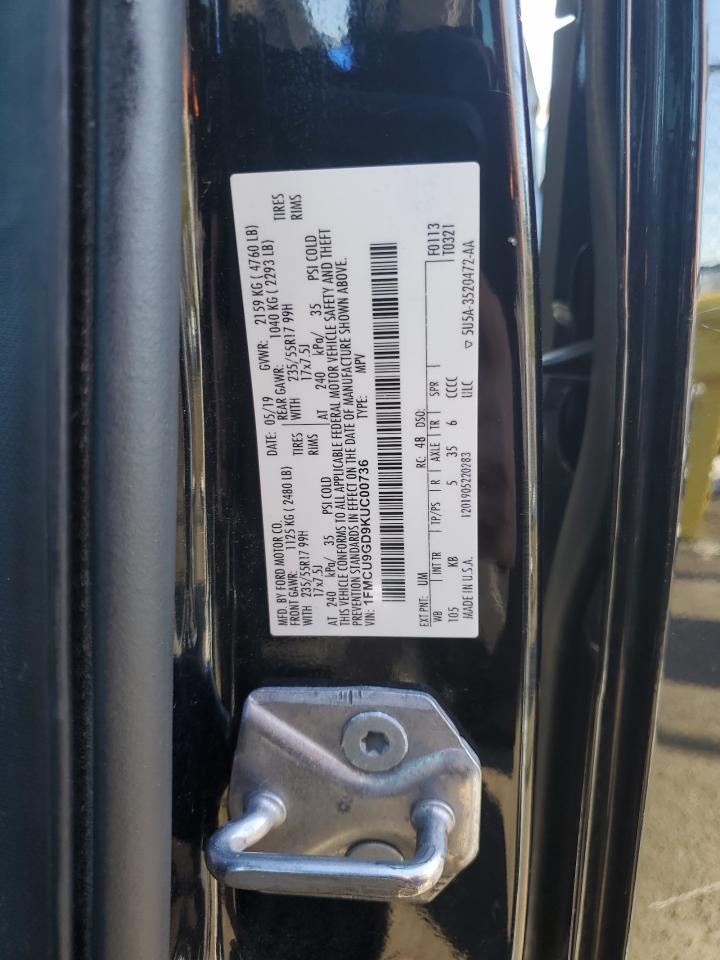 MFD. BY FORD MOTOR CO. DATE: 05/19 GVWR: 2159 KG ( 4760 LB)
FRONT GAWR: 1125 KG ( 2480 LB) REAR GAWR: 1040 KG ( 2293 LB)
235/55R17 99H TIRES WITH 235/55R17 99H TIRES
17x7.5J RIMS 17x7.5J RIMS
AT 240 kPa/ 35 PSI COLD AT 240 kPa/ 35 PSI COLD
THIS VEHICLE CONFORMS TO ALL APPLICABLE FEDERAL MOTOR VEHICLE SAFETY AND THEFT
PREVENTION STANDARDS IN EFFECT ON THE DATE OF MANUFACTURE SHOWN ABOVE.
VIN: 1FMCU9GD9KUC00736 TYPE: MPV
F0113
EXT PNT: UM RC: 48 DSO: T0321
WB INTTR TP/PS R AXLE TR SPR
105 KB 5 35 6 CCCC
MADE IN U.S.A. 1201905220283 ULC 5U5A-3520472-AA